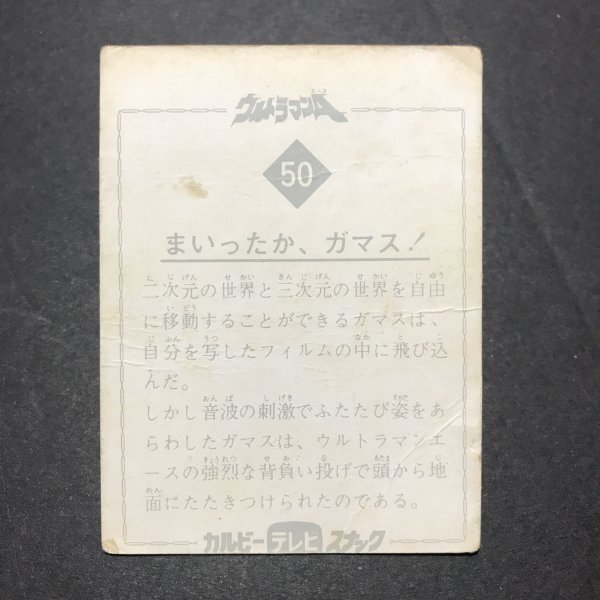 ウルトラマンA
50
まいったか、ガマス!
二次元の世界と三次元の世界を自由
に移動することができるガマスは、
自分を写したフィルムの中に飛び込
んだ。
しかし音波の刺激でふたたび姿をあ
らわしたガマスは、ウルトラマンエ
ースの強烈な背負い投げで頭から地
面にたたきつけられたのである。
カルビー テレビ スナック